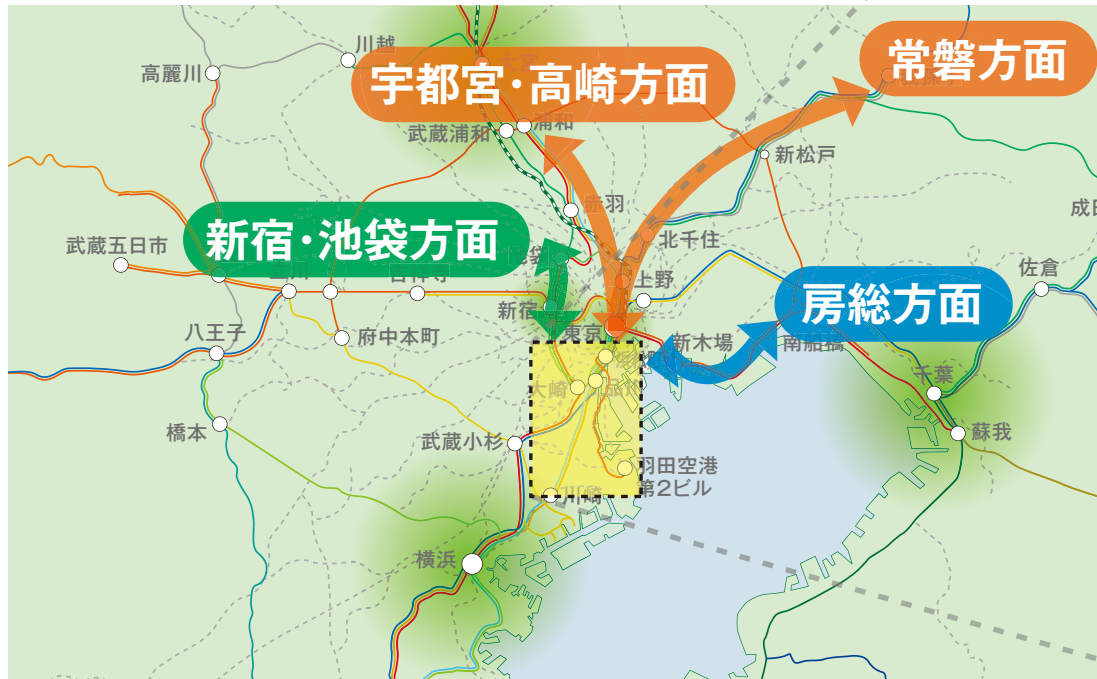 川越
高麗川
宇都宮・高崎方面
常磐方面
武蔵浦和
浦和
新松戸
赤羽
成田
武蔵五日市
新宿・池袋方面
北千住
上野
佐倉
新宿
房総方面
東京
新木場
南船橋
八王子
府中本町
千葉
大崎
品川
橋本
武蔵小杉
蘇我
羽田空港
第2ビル
川崎
横浜